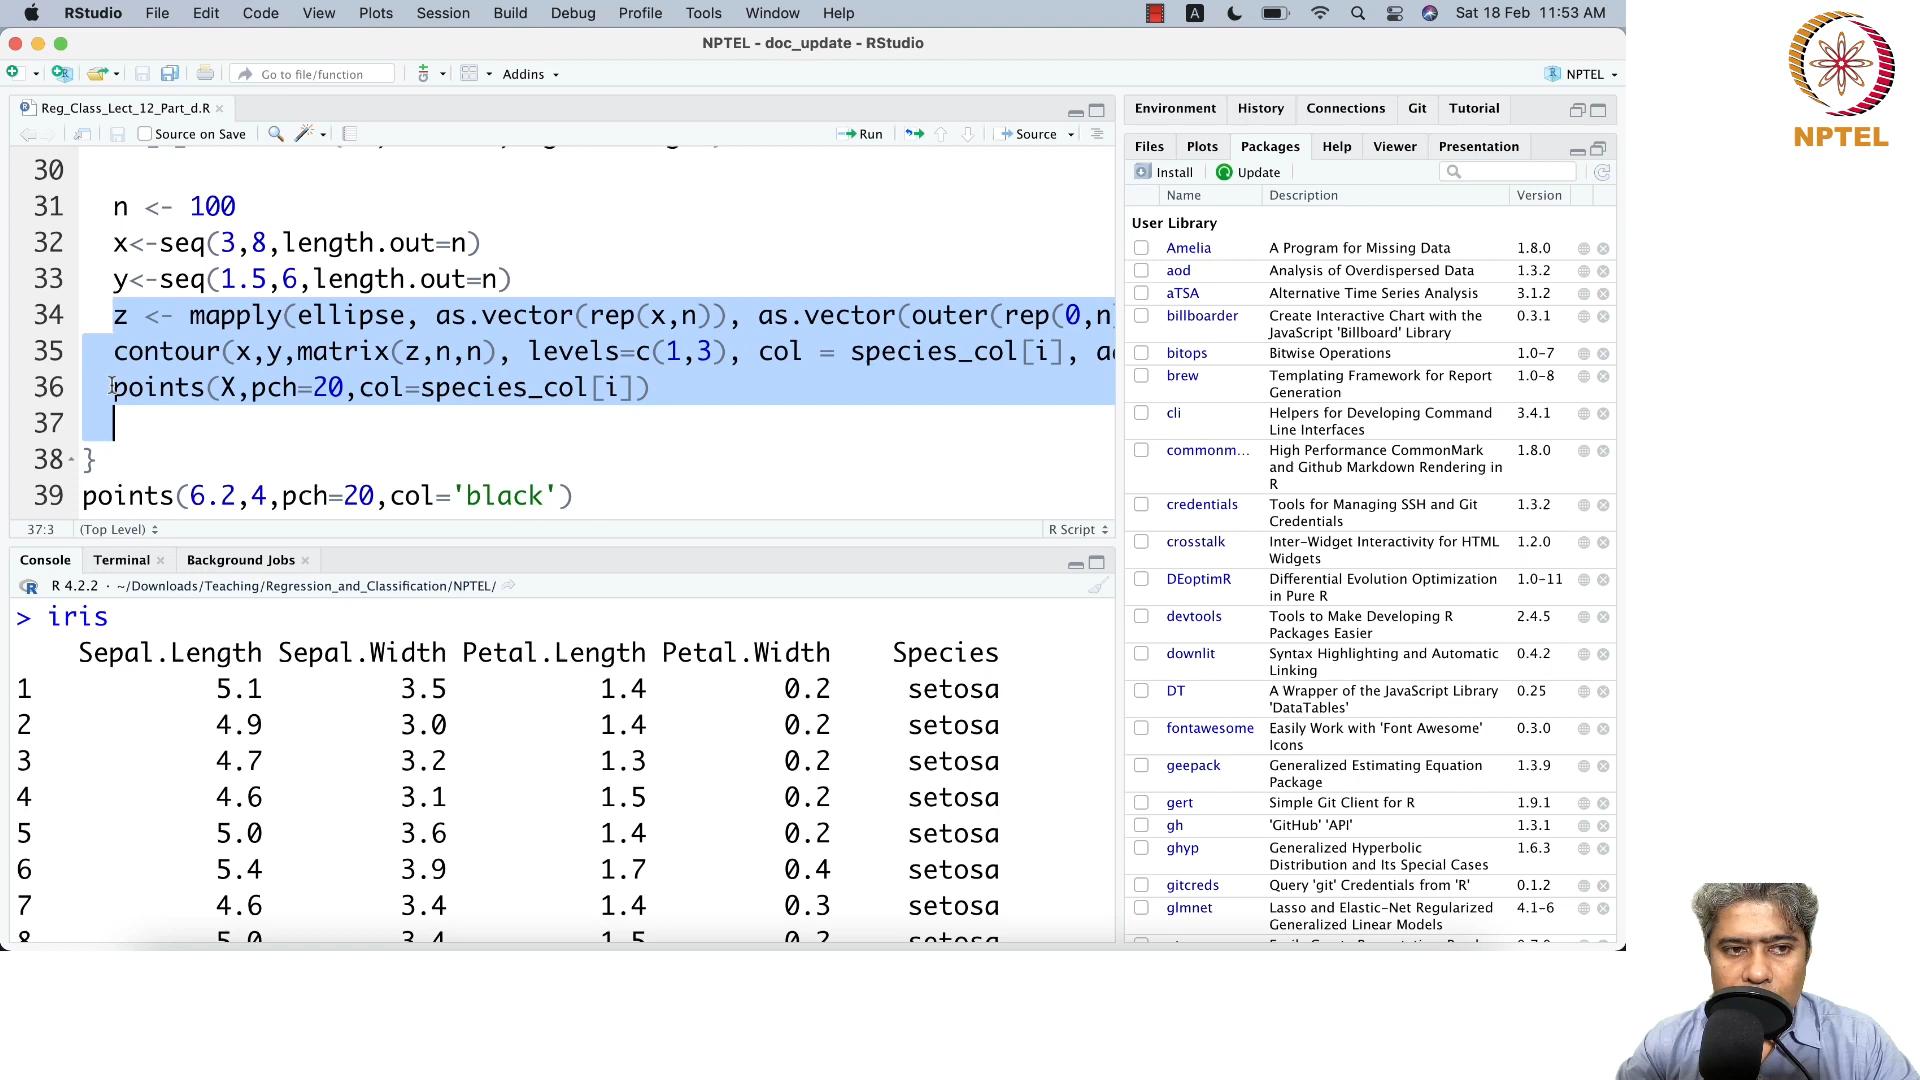 RStudio File Edit Code View Plots Session Build Debug Profile Tools Window Help A Sat 18 Feb 11:53 AM
NPTEL - doc_update - RStudio
Go to file/function Addins NPTEL
Reg_Class_Lect_12_Part_d.R
Source on Save Run Source
30
31 n <- 100
32 x<-seq(3,8,length.out=n)
33 y<-seq(1.5,6,length.out=n)
34 z <- mapply(ellipse, as.vector(rep(x,n)), as.vector(outer(rep(0,n)
35 contour(x,y,matrix(z,n,n), levels=c(1,3), col = species_col[i], ad
36 points(X,pch=20,col=species_col[i])
37
38 }
39 points(6.2,4,pch=20,col='black')
37:3 (Top Level) R Script
Console Terminal Background Jobs
R 4.2.2 · ~/Downloads/Teaching/Regression_and_Classification/NPTEL/
> iris
Sepal.Length Sepal.Width Petal.Length Petal.Width Species
1 5.1 3.5 1.4 0.2 setosa
2 4.9 3.0 1.4 0.2 setosa
3 4.7 3.2 1.3 0.2 setosa
4 4.6 3.1 1.5 0.2 setosa
5 5.0 3.6 1.4 0.2 setosa
6 5.4 3.9 1.7 0.4 setosa
7 4.6 3.4 1.4 0.3 setosa
8 5.0 3.4 1.5 0.2 setosa
Environment History Connections Git Tutorial
Files Plots Packages Help Viewer Presentation
Install Update
Name Description Version
User Library
Amelia A Program for Missing Data 1.8.0
aod Analysis of Overdispersed Data 1.3.2
aTSA Alternative Time Series Analysis 3.1.2
billboarder Create Interactive Chart with the 0.3.1
JavaScript 'Billboard' Library
bitops Bitwise Operations 1.0-7
brew Templating Framework for Report 1.0-8
Generation
cli Helpers for Developing Command 3.4.1
Line Interfaces
commonm... High Performance CommonMark 1.8.0
and Github Markdown Rendering in
R
credentials Tools for Managing SSH and Git 1.3.2
Credentials
crosstalk Inter-Widget Interactivity for HTML 1.2.0
Widgets
DEoptimR Differential Evolution Optimization 1.0-11
in Pure R
devtools Tools to Make Developing R 2.4.5
Packages Easier
downlit Syntax Highlighting and Automatic 0.4.2
Linking
DT A Wrapper of the JavaScript Library 0.25
'DataTables'
fontawesome Easily Work with 'Font Awesome' 0.3.0
Icons
geepack Generalized Estimating Equation 1.3.9
Package
gert Simple Git Client for R 1.9.1
gh 'GitHub' 'API' 1.3.1
ghyp Generalized Hyperbolic 1.6.3
Distribution and Its Special Cases
gitcreds Query 'git' Credentials from 'R' 0.1.2
glmnet Lasso and Elastic-Net Regularized 4.1-6
Generalized Linear Models
NPTEL